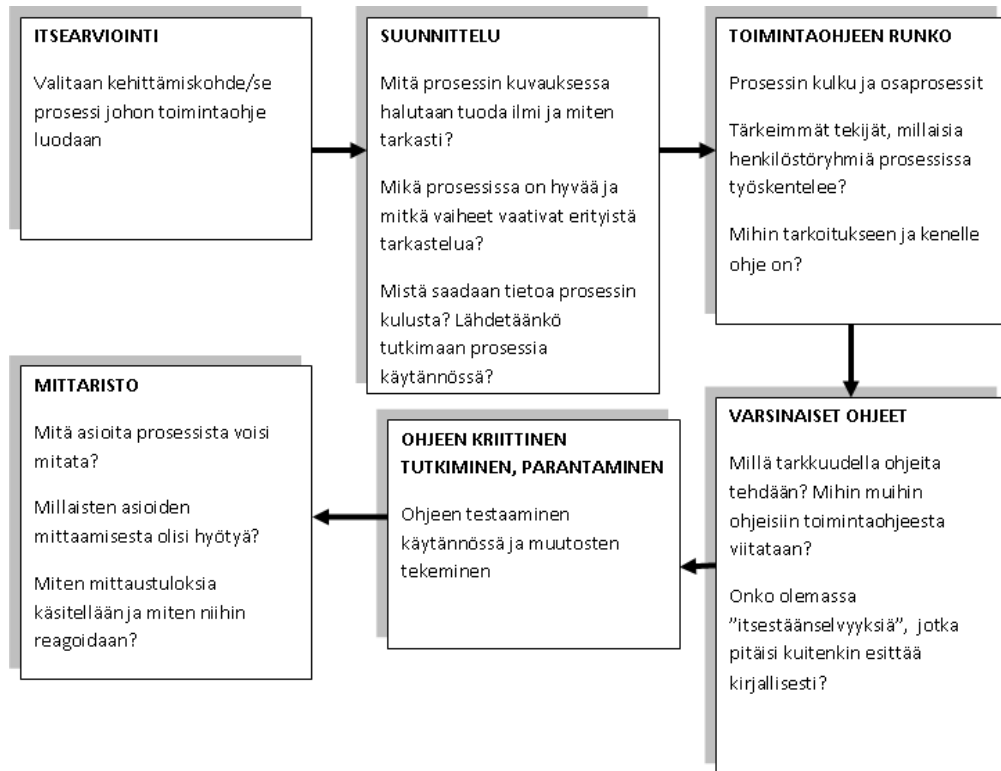 ITSEARVIOINTI
Valitaan kehittämiskohde/se
prosessi johon toimintaohje
luodaan
SUUNNITTELU
Mitä prosessin kuvauksessa
halutaan tuoda ilmi ja miten
tarkasti?
Mikä prosessissa on hyvää ja
mitkä vaiheet vaativat erityistä
tarkastelua?
Mistä saadaan tietoa prosessin
kulusta? Lähdetäänkö
tutkimaan prosessia
käytännössä?
TOIMINTAOHJEEN RUNKO
Prosessin kulku ja osaprosessit
Tärkeimmät tekijät, millaisia
henkilöstöryhmiä prosessissa
työskentelee?
Mihin tarkoitukseen ja kenelle
ohje on?
VARSINAISET OHJEET
Millä tarkkuudella ohjeita
tehdään? Mihin muihin
ohjeisiin toimintaohjeesta
viitataan?
Onko olemassa
”itsestäänselvyyksiä”, jotka
pitäisi kuitenkin esittää
kirjallisesti?
OHJEEN KRIITTINEN
TUTKIMINEN, PARANTAMINEN
Ohjeen testaaminen
käytännössä ja muutosten
tekeminen
MITTARISTO
Mitä asioita prosessista voisi
mitata?
Millaisten asioiden
mittaamisesta olisi hyötyä?
Miten mittaustuloksia
käsitellään ja miten niihin
reagoidaan?